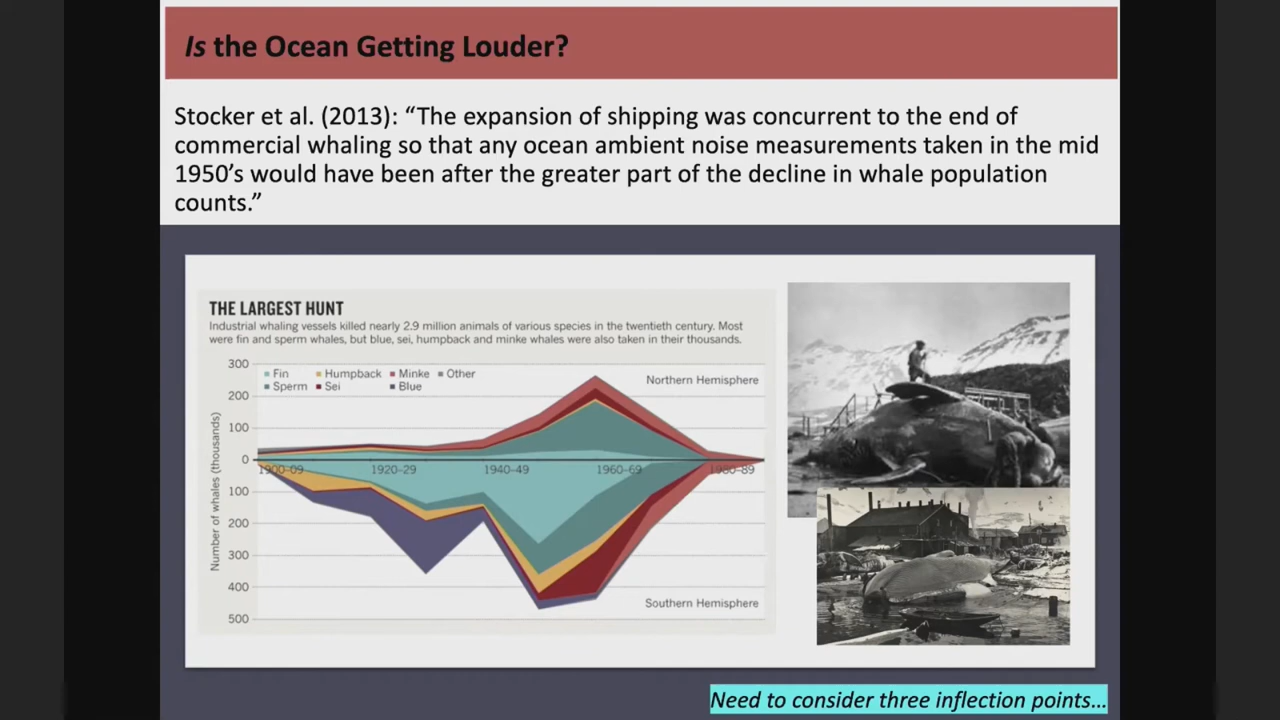 Is the Ocean Getting Louder?
Stocker et al. (2013): “The expansion of shipping was concurrent to the end of
commercial whaling so that any ocean ambient noise measurements taken in the mid
1950’s would have been after the greater part of the decline in whale population
counts.”
THE LARGEST HUNT
Industrial whaling vessels killed nearly 2.9 million animals of various species in the twentieth century. Most
were fin and sperm whales, but blue, sei, humpback and minke whales were also taken in their thousands.
Number of whales (thousands)
300
Fin Humpback Minke Other
Sperm Sei Blue
Northern Hemisphere
200
100
0
1900–09 1920–29 1940–49 1960–69 1980–89
100
200
300
400
500
Southern Hemisphere
Need to consider three inflection points…